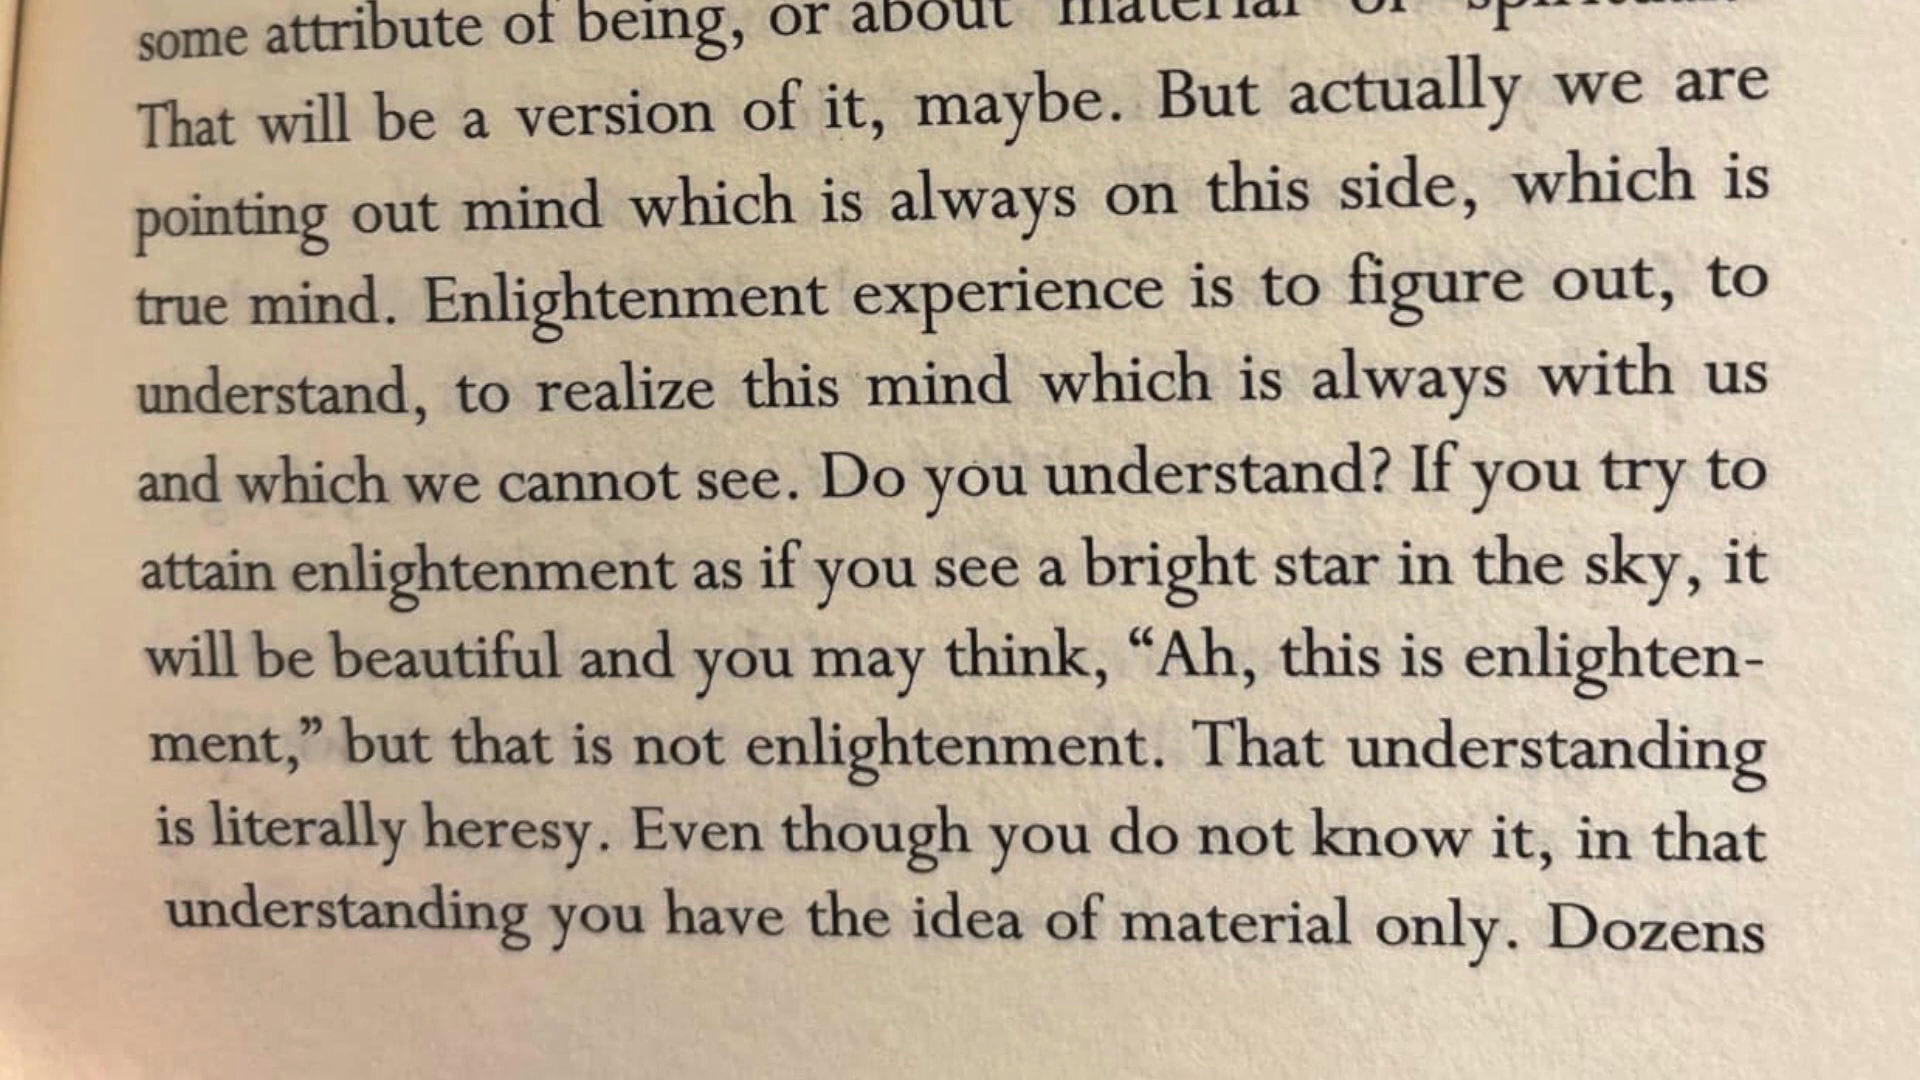 some attribute of being, or about material or
That will be a version of it, maybe. But actually we are
pointing out mind which is always on this side, which is
true mind. Enlightenment experience is to figure out, to
understand, to realize this mind which is always with us
and which we cannot see. Do you understand? If you try to
attain enlightenment as if you see a bright star in the sky, it
will be beautiful and you may think, “Ah, this is enlighten-
ment,” but that is not enlightenment. That understanding
is literally heresy. Even though you do not know it, in that
understanding you have the idea of material only. Dozens